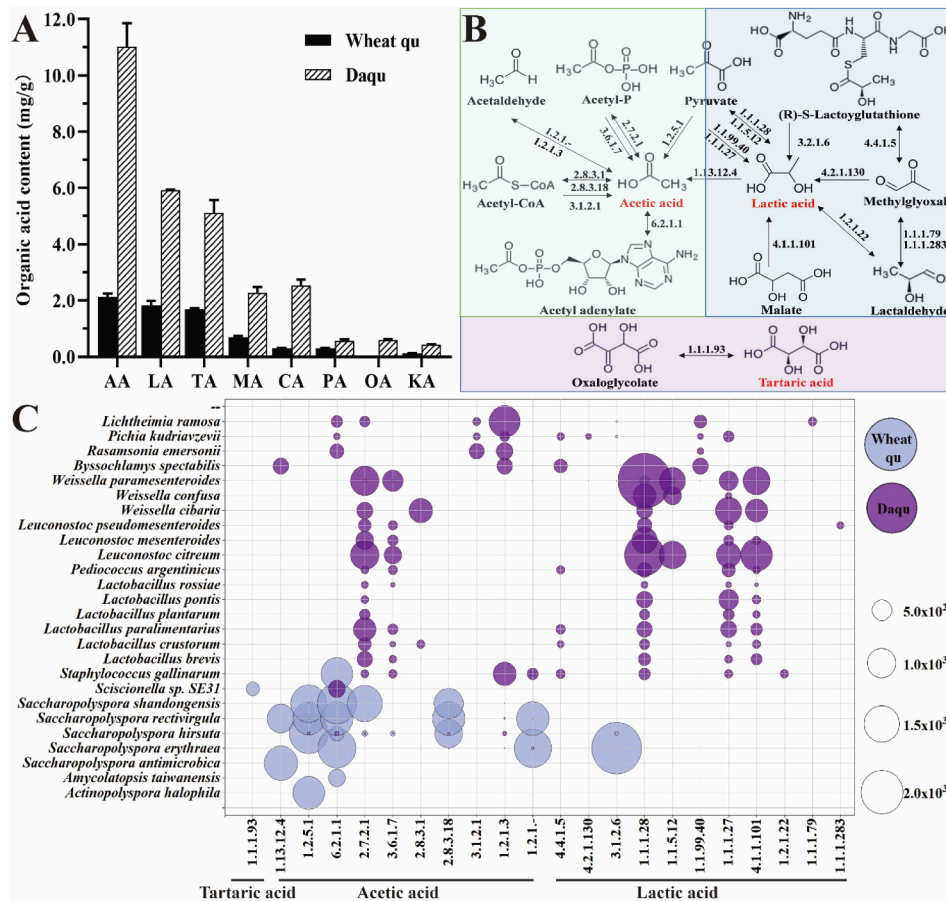 A
Organic acid content (mg/g)
12.0
10.0
8.0
6.0
4.0
2.0
0.0
Wheat qu
Daqu
AA LA TA MA CA PA OA KA
B
Acetaldehyde
Acetyl-P
Pyruvate
(R)-S-Lactoyglutathione
1.2.1.-
1.2.1.3
2.7.2.1
3.6.1.7
1.2.5.1
1.1.1.28
1.1.5.12
1.1.99.40
1.1.1.27
3.2.1.6
4.4.1.5
Acetyl-CoA
2.8.3.1
2.8.3.18
3.1.2.1
Acetic acid
1.13.12.4
Lactic acid
4.2.1.130
Methylglyoxal
6.2.1.1
4.1.1.101
1.2.1.22
1.1.1.79
1.1.1.283
Acetyl adenylate
Malate
Lactaldehyde
Oxaloglycolate
1.1.1.93
Tartaric acid
C
--
Lichtheimia ramosa
Pichia kudriavzevii
Rasamsonia emersonii
Byssochlamys spectabilis
Weissella paramesenteroides
Weissella confusa
Weissella cibaria
Leuconostoc pseudomesenteroides
Leuconostoc mesenteroides
Leuconostoc citreum
Pediococcus argentinicus
Lactobacillus rossiae
Lactobacillus pontis
Lactobacillus plantarum
Lactobacillus paralimentarius
Lactobacillus crustorum
Lactobacillus brevis
Staphylococcus gallinarum
Sciscionella sp. SE31
Saccharopolyspora shandongensis
Saccharopolyspora rectivirgula
Saccharopolyspora hirsuta
Saccharopolyspora erythraea
Saccharopolyspora antimicrobica
Amycolatopsis taiwanensis
Actinopolyspora halophila
--
1.1.1.93
1.13.12.4
1.2.5.1
6.2.1.1
2.7.2.1
3.6.1.7
2.8.3.1
2.8.3.18
3.1.2.1
1.2.1.3
1.2.1.-
4.4.1.5
4.2.1.130
3.1.2.6
1.1.1.28
1.1.5.12
1.1.99.40
1.1.1.27
4.1.1.101
1.2.1.22
1.1.1.79
1.1.1.283
Tartaric acid
Acetic acid
Lactic acid
Wheat
qu
Daqu
5.0x10²
1.0x10³
1.5x10³
2.0x10³